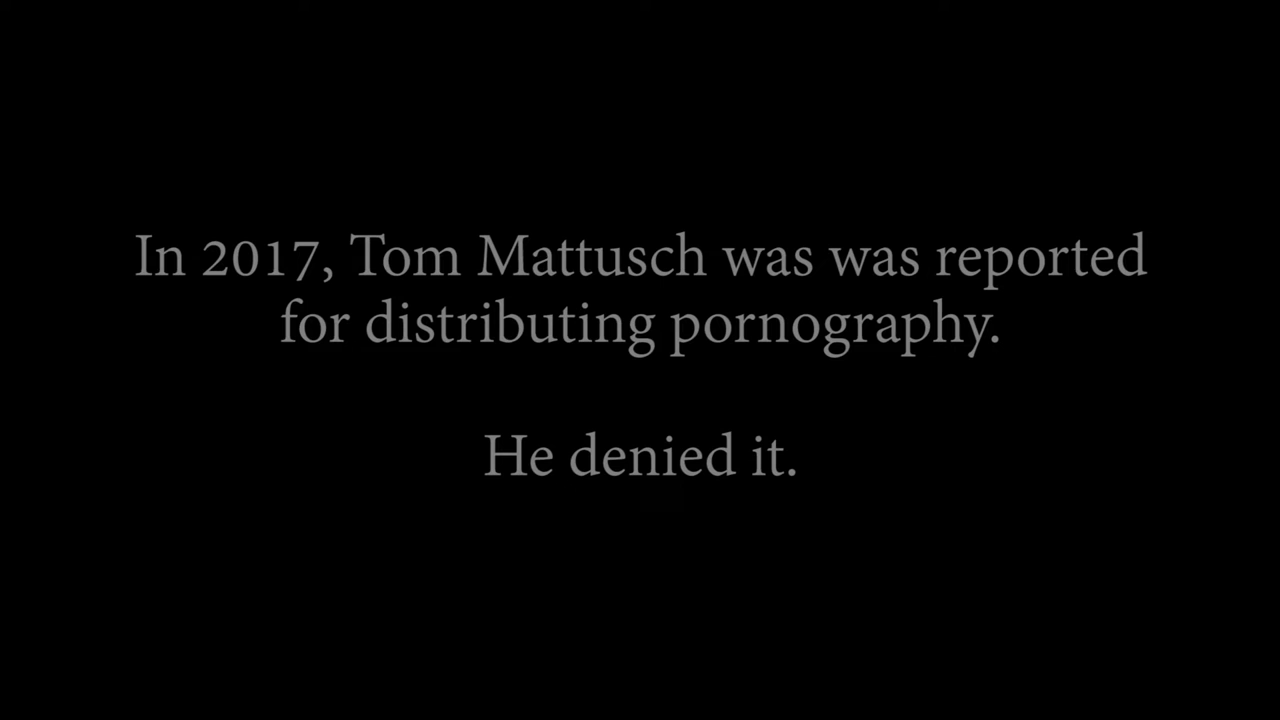 In 2017, Tom Mattusch was was reported
for distributing pornography.
He denied it.